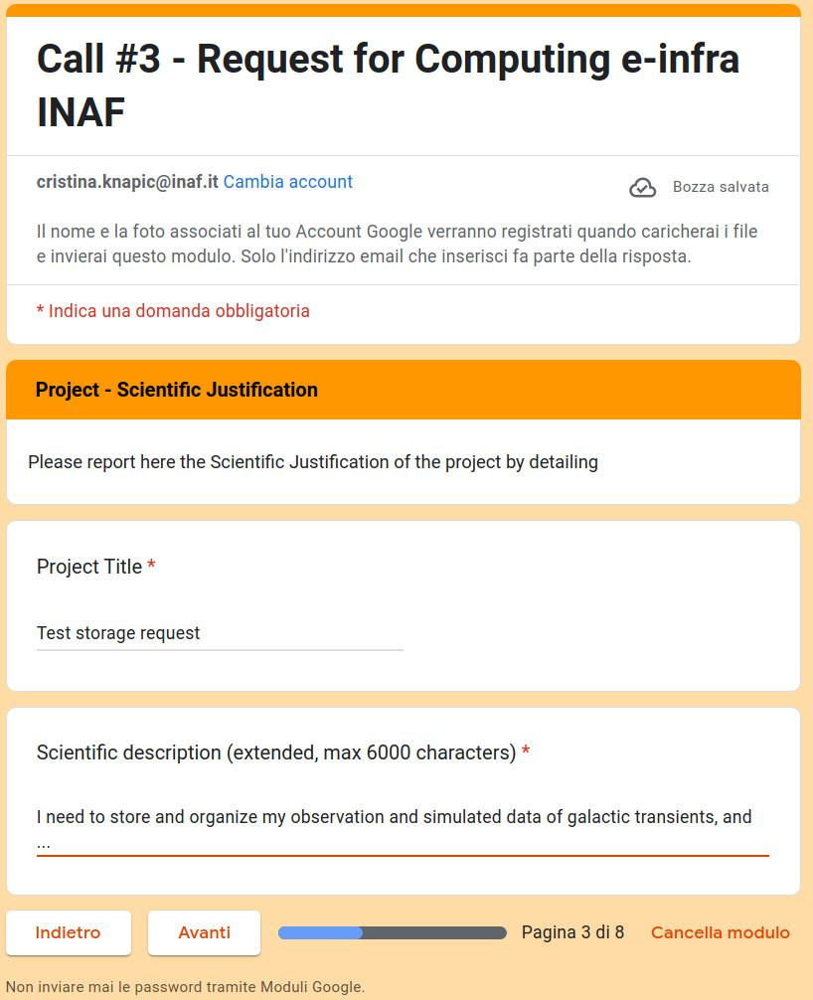 Call #3 - Request for Computing e-infra
INAF
cristina.knapic@inaf.it Cambia account
Bozza salvata
Il nome e la foto associati al tuo Account Google verranno registrati quando caricherai i file
e invierai questo modulo. Solo l'indirizzo email che inserisci fa parte della risposta.
* Indica una domanda obbligatoria
Project - Scientific Justification
Please report here the Scientific Justification of the project by detailing
Project Title *
Test storage request
Scientific description (extended, max 6000 characters) *
I need to store and organize my observation and simulated data of galactic transients, and
...
Indietro
Avanti
Pagina 3 di 8
Cancella modulo
Non inviare mai le password tramite Moduli Google.